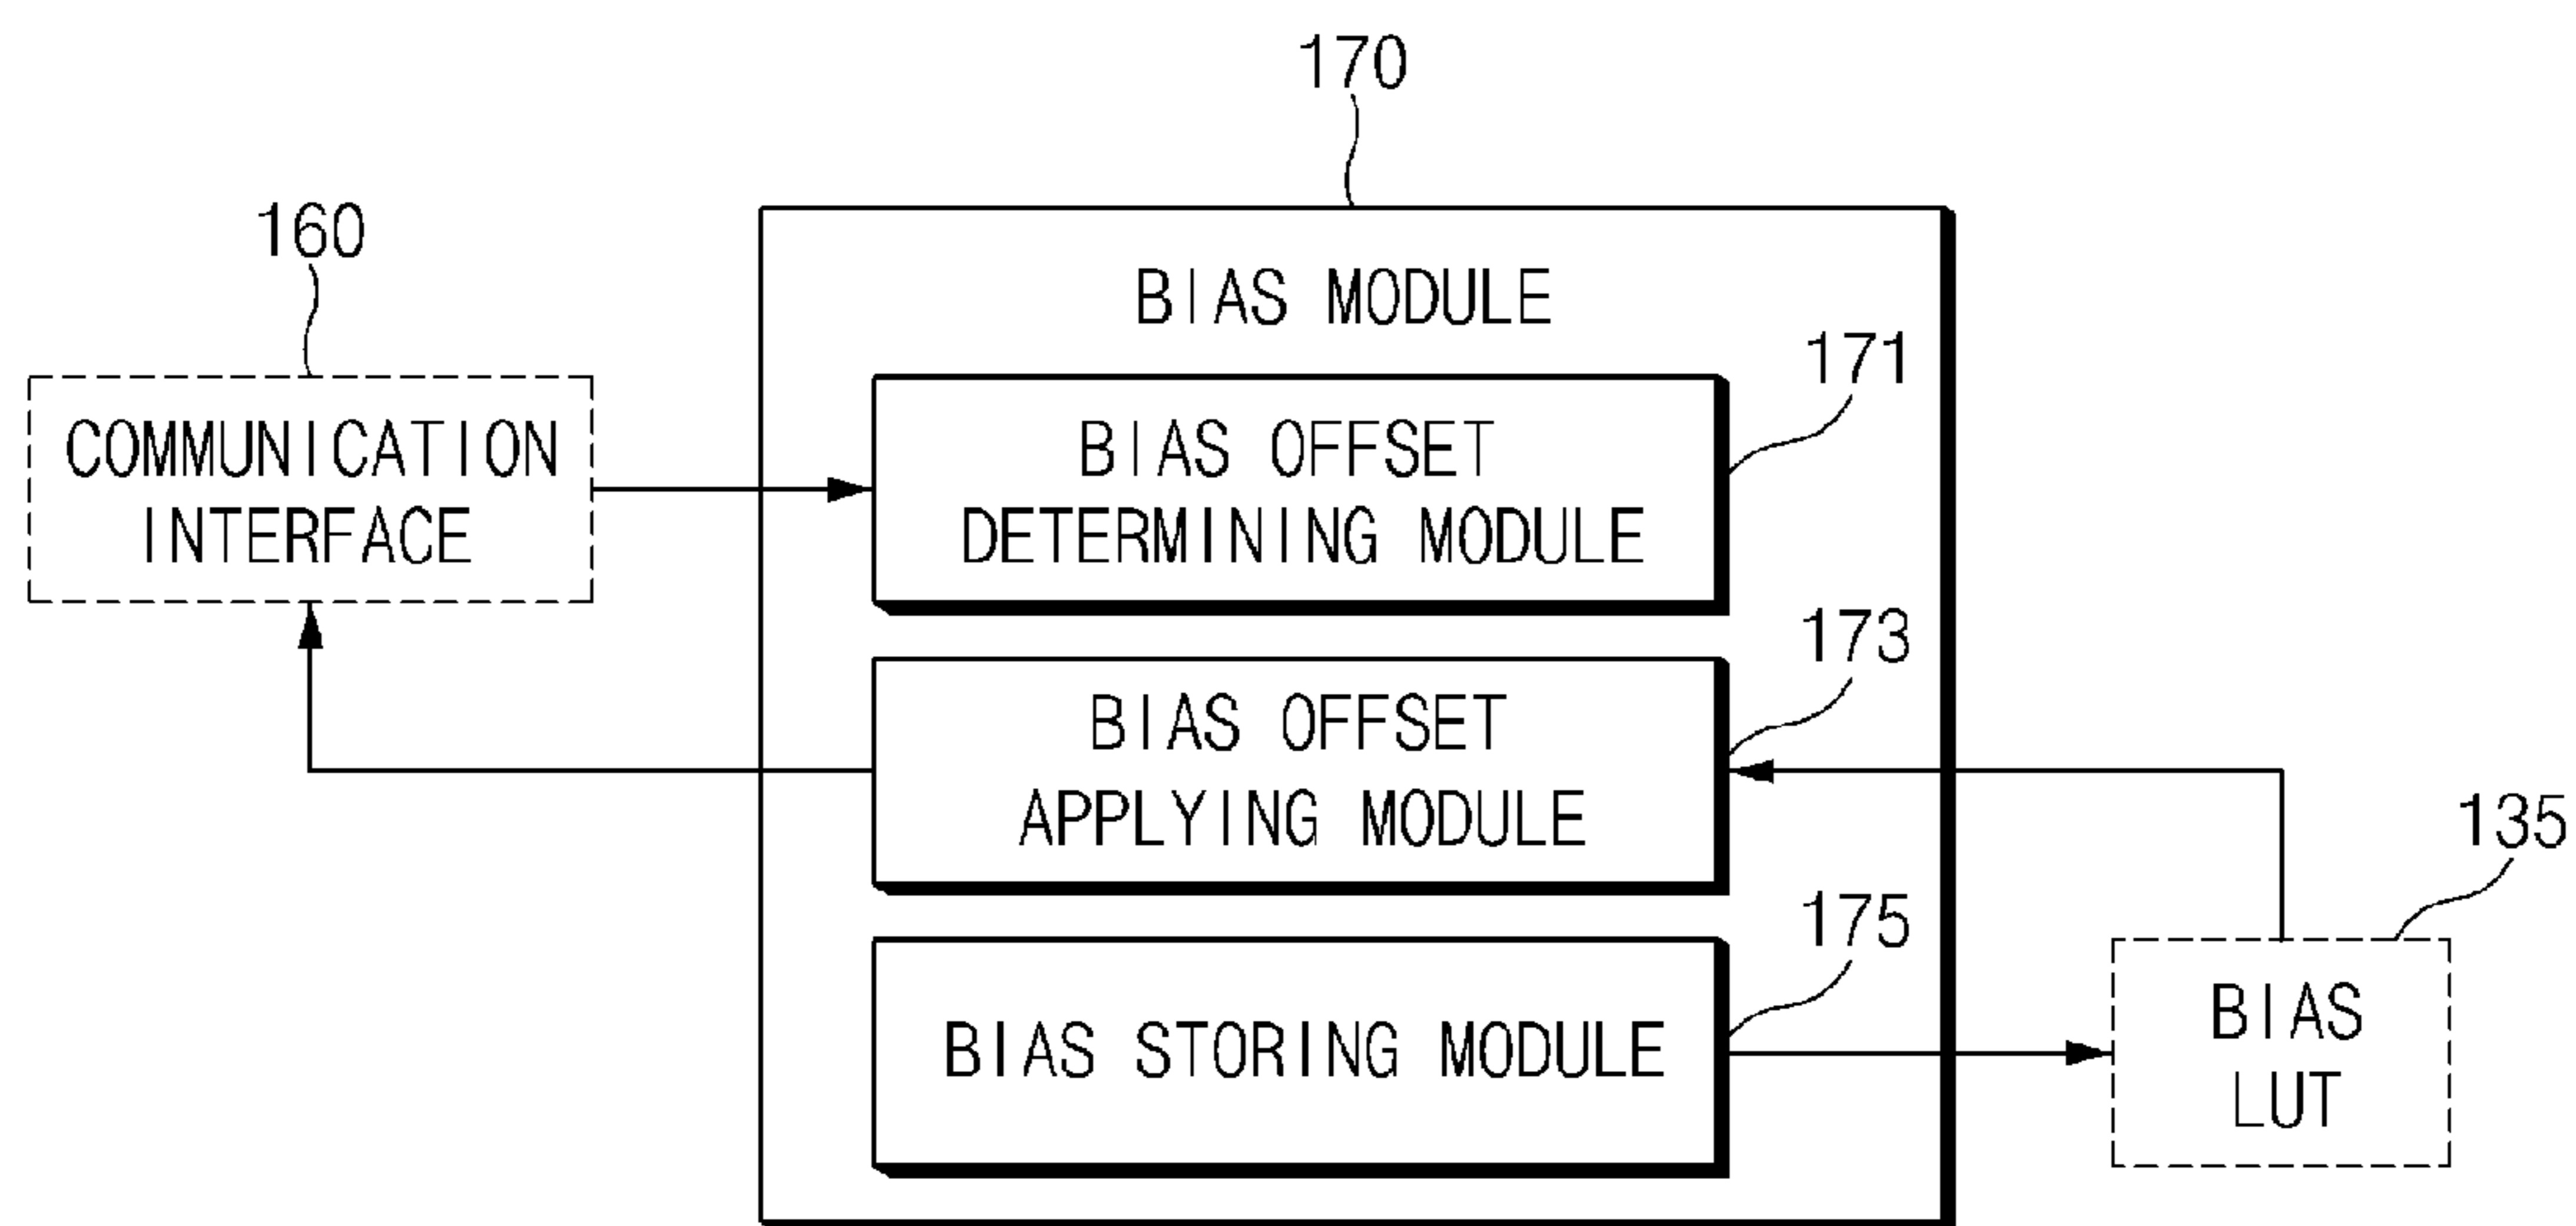 170
160
BIAS MODULE
171
COMMUNICATION
INTERFACE
BIAS OFFSET
DETERMINING MODULE
173
BIAS OFFSET
APPLYING MODULE
135
175
BIAS STORING MODULE
BIAS
LUT